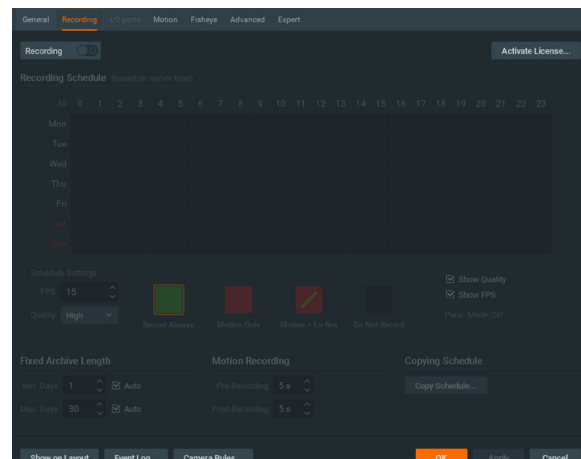 General Recording I/O ports Motion Fisheye Advanced Expert
Recording Activate License...
Recording Schedule (based on server time)
All 0 1 2 3 4 5 6 7 8 9 10 11 12 13 14 15 16 17 18 19 20 21 22 23
Mon
Tue
Wed
Thu
Fri
Sat
Sun
Schedule Settings
FPS 15
Quality High
Record Always Motion Only Motion + Lo-Res Do Not Record
Show Quality
Show FPS
Panic Mode: Off
Fixed Archive Length Motion Recording Copying Schedule
Min. Days 1 Auto Pre-Recording 5 s Copy Schedule...
Max. Days 30 Auto Post-Recording 5 s
Show on Layout Event Log... Camera Rules... OK Apply Cancel